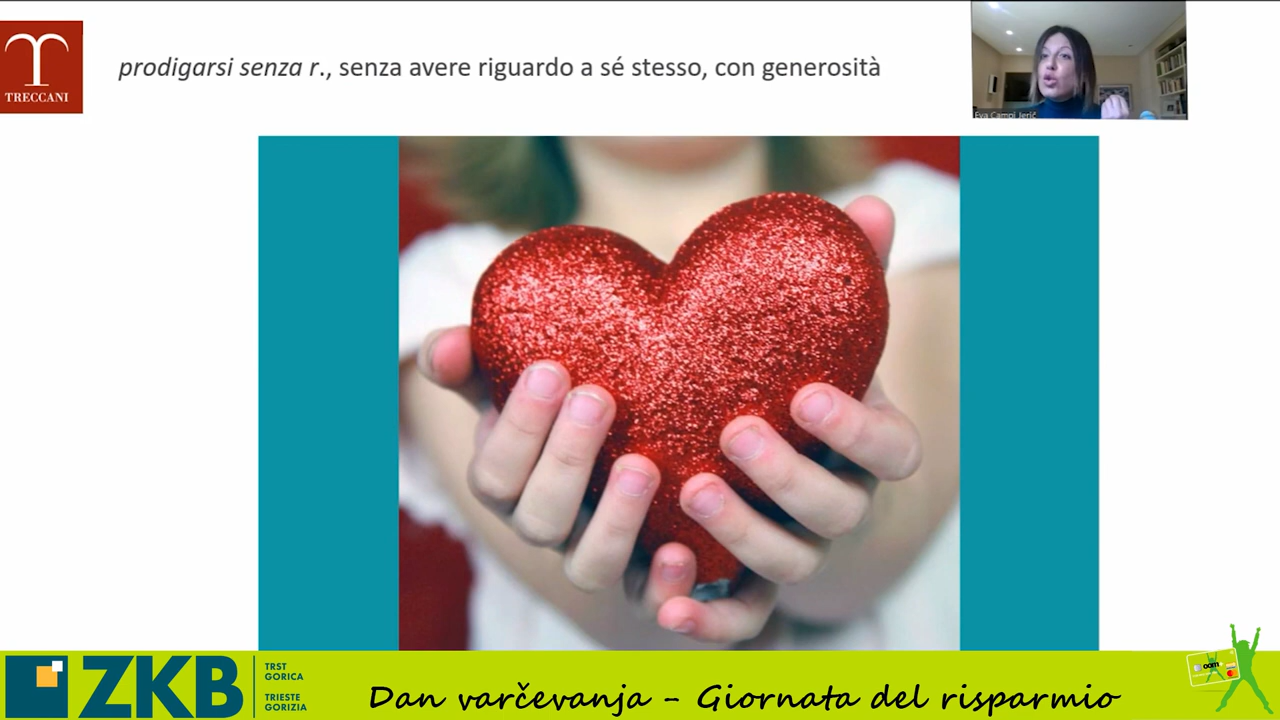 TRECCANI
prodigarsi senza r., senza avere riguardo a sé stesso, con generosità
Eva Campi Jerič
ZKB
TRST
GORICA
TRIESTE
GORIZIA
Dan varčevanja - Giornata del risparmio